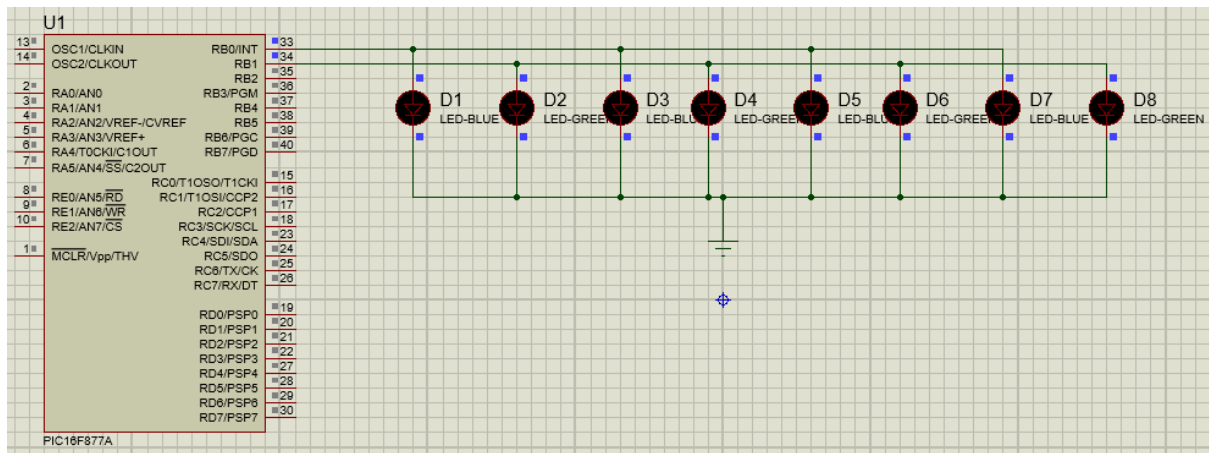 U1
13 OSC1/CLKIN RB0/INT 33
14 OSC2/CLKOUT RB1 34
RB2 35
2 RA0/AN0 RB3/PGM 36
3 RA1/AN1 RB4 37
4 RA2/AN2/VREF-/CVREF RB5 38
5 RA3/AN3/VREF+ RB6/PGC 39
6 RA4/T0CKI/C1OUT RB7/PGD 40
7 RA5/AN4/SS/C2OUT
RC0/T1OSO/T1CKI 15
8 RE0/AN5/RD RC1/T1OSI/CCP2 16
9 RE1/AN6/WR RC2/CCP1 17
10 RE2/AN7/CS RC3/SCK/SCL 18
RC4/SDI/SDA 23
1 MCLR/Vpp/THV RC5/SDO 24
RC6/TX/CK 25
RC7/RX/DT 26
RD0/PSP0 19
RD1/PSP1 20
RD2/PSP2 21
RD3/PSP3 22
RD4/PSP4 27
RD5/PSP5 28
RD6/PSP6 29
RD7/PSP7 30
PIC16F877A
D1
LED-BLUE
D2
LED-GREEN
D3
LED-BLUE
D4
LED-GREEN
D5
LED-BLUE
D6
LED-GREEN
D7
LED-BLUE
D8
LED-GREEN